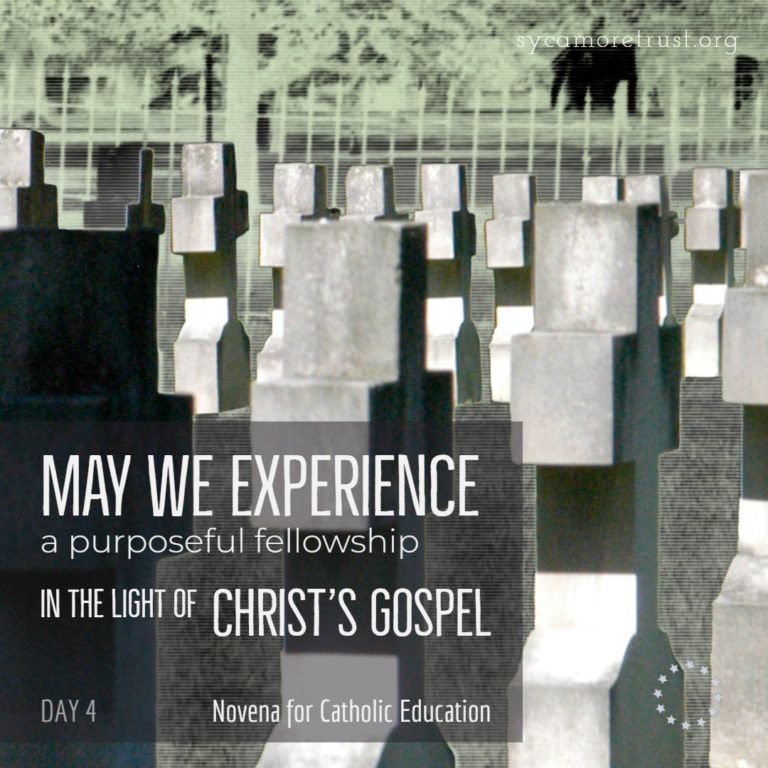 sycamoretrust.org
MAY WE EXPERIENCE
a purposeful fellowship
IN THE LIGHT OF CHRIST'S GOSPEL
DAY 4 Novena for Catholic Education